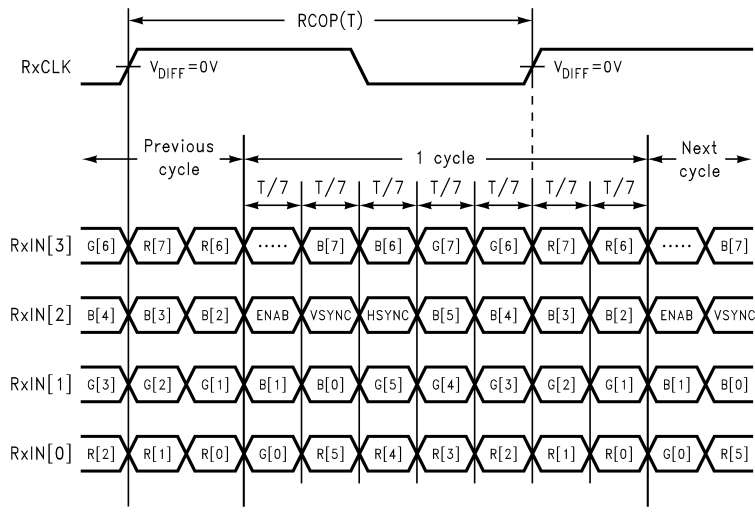 RCOP(T)
RxCLK VDIFF=0V VDIFF=0V
Previous cycle 1 cycle Next cycle
T/7 T/7 T/7 T/7 T/7 T/7 T/7
RxIN[3] G[6] R[7] R[6] ····· B[7] B[6] G[7] G[6] R[7] R[6] ····· B[7]
RxIN[2] B[4] B[3] B[2] ENAB VSYNC HSYNC B[5] B[4] B[3] B[2] ENAB VSYNC
RxIN[1] G[3] G[2] G[1] B[1] B[0] G[5] G[4] G[3] G[2] G[1] B[1] B[0]
RxIN[0] R[2] R[1] R[0] G[0] R[5] R[4] R[3] R[2] R[1] R[0] G[0] R[5]